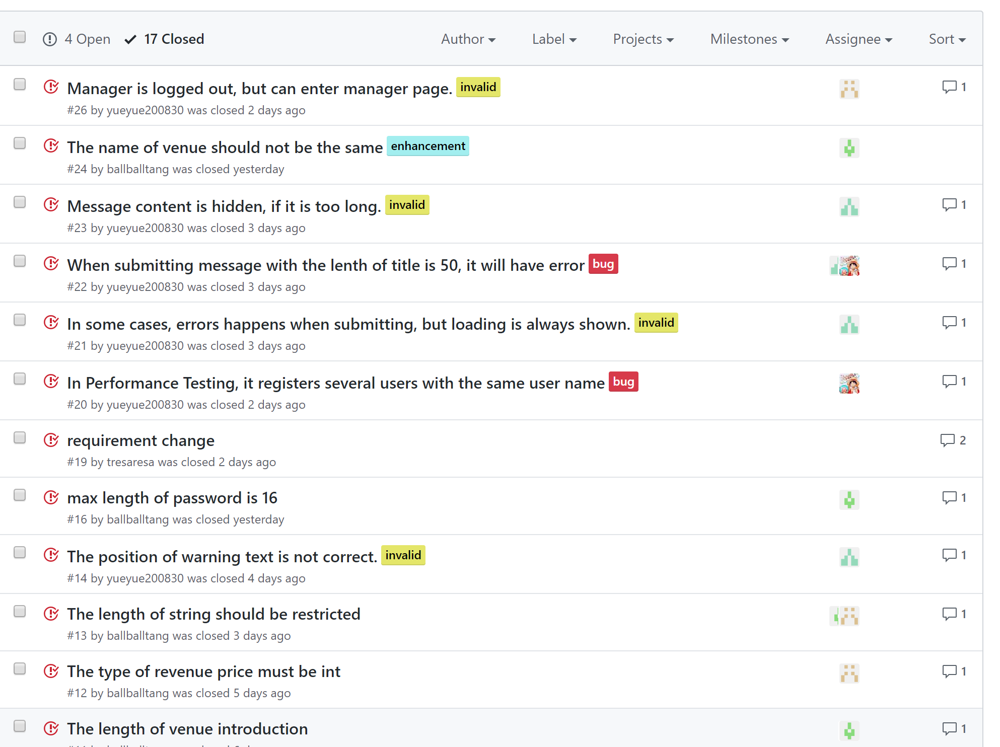 4 Open 17 Closed Author Label Projects Milestones Assignee Sort
Manager is logged out, but can enter manager page. invalid 1
#26 by yueyue200830 was closed 2 days ago
The name of venue should not be the same enhancement
#24 by ballballtang was closed yesterday
Message content is hidden, if it is too long. invalid 1
#23 by yueyue200830 was closed 3 days ago
When submitting message with the lenth of title is 50, it will have error bug 1
#22 by yueyue200830 was closed 3 days ago
In some cases, errors happens when submitting, but loading is always shown. invalid 1
#21 by yueyue200830 was closed 3 days ago
In Performance Testing, it registers several users with the same user name bug 1
#20 by yueyue200830 was closed 2 days ago
requirement change 2
#19 by tresaresa was closed 2 days ago
max length of password is 16 1
#16 by ballballtang was closed yesterday
The position of warning text is not correct. invalid 1
#14 by yueyue200830 was closed 4 days ago
The length of string should be restricted 1
#13 by ballballtang was closed 3 days ago
The type of revenue price must be int 1
#12 by ballballtang was closed 5 days ago
The length of venue introduction 1